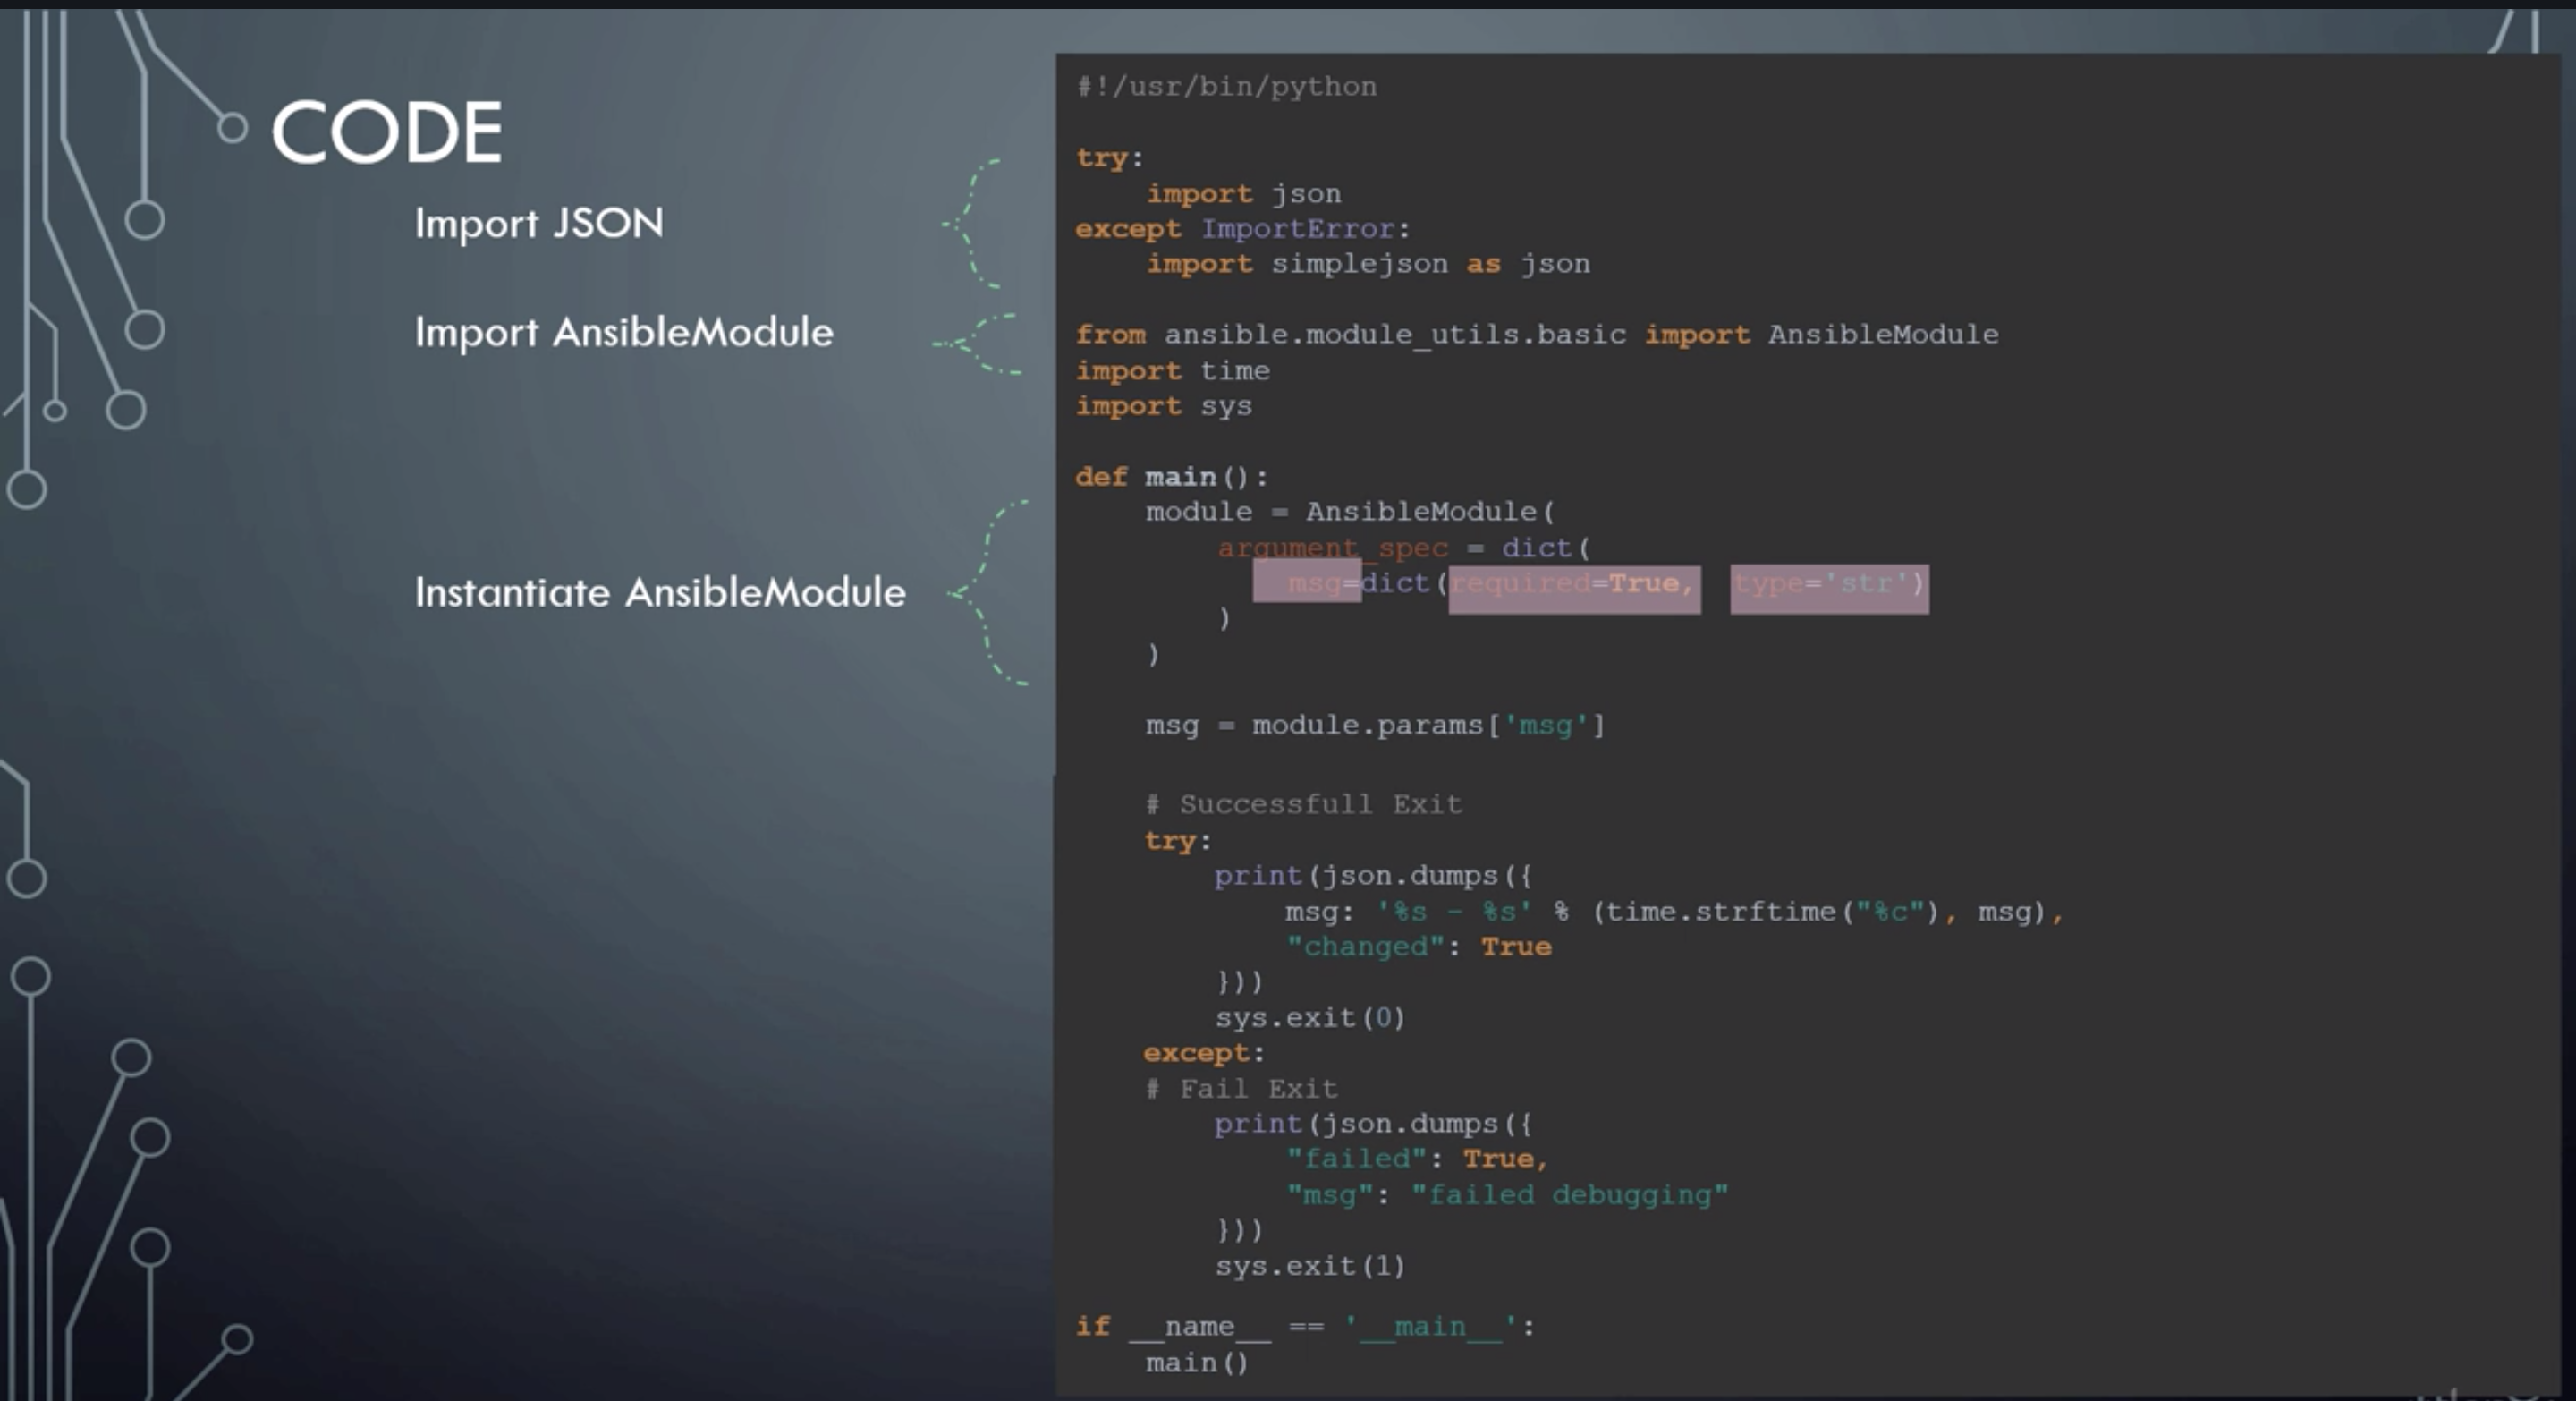 CODE
Import JSON
Import AnsibleModule
Instantiate AnsibleModule
#!/usr/bin/python
try:
    import json
except ImportError:
    import simplejson as json
from ansible.module_utils.basic import AnsibleModule
import time
import sys
def main():
    module = AnsibleModule(
        argument_spec = dict(
            msg=dict(required=True, type='str')
        )
    )
    msg = module.params['msg']
    # Successfull Exit
    try:
        print(json.dumps({
            msg: '%s - %s' % (time.strftime("%c"), msg),
            "changed": True
        }))
        sys.exit(0)
    except:
    # Fail Exit
        print(json.dumps({
            "failed": True,
            "msg": "failed debugging"
        }))
        sys.exit(1)
if __name__ == '__main__':
    main()